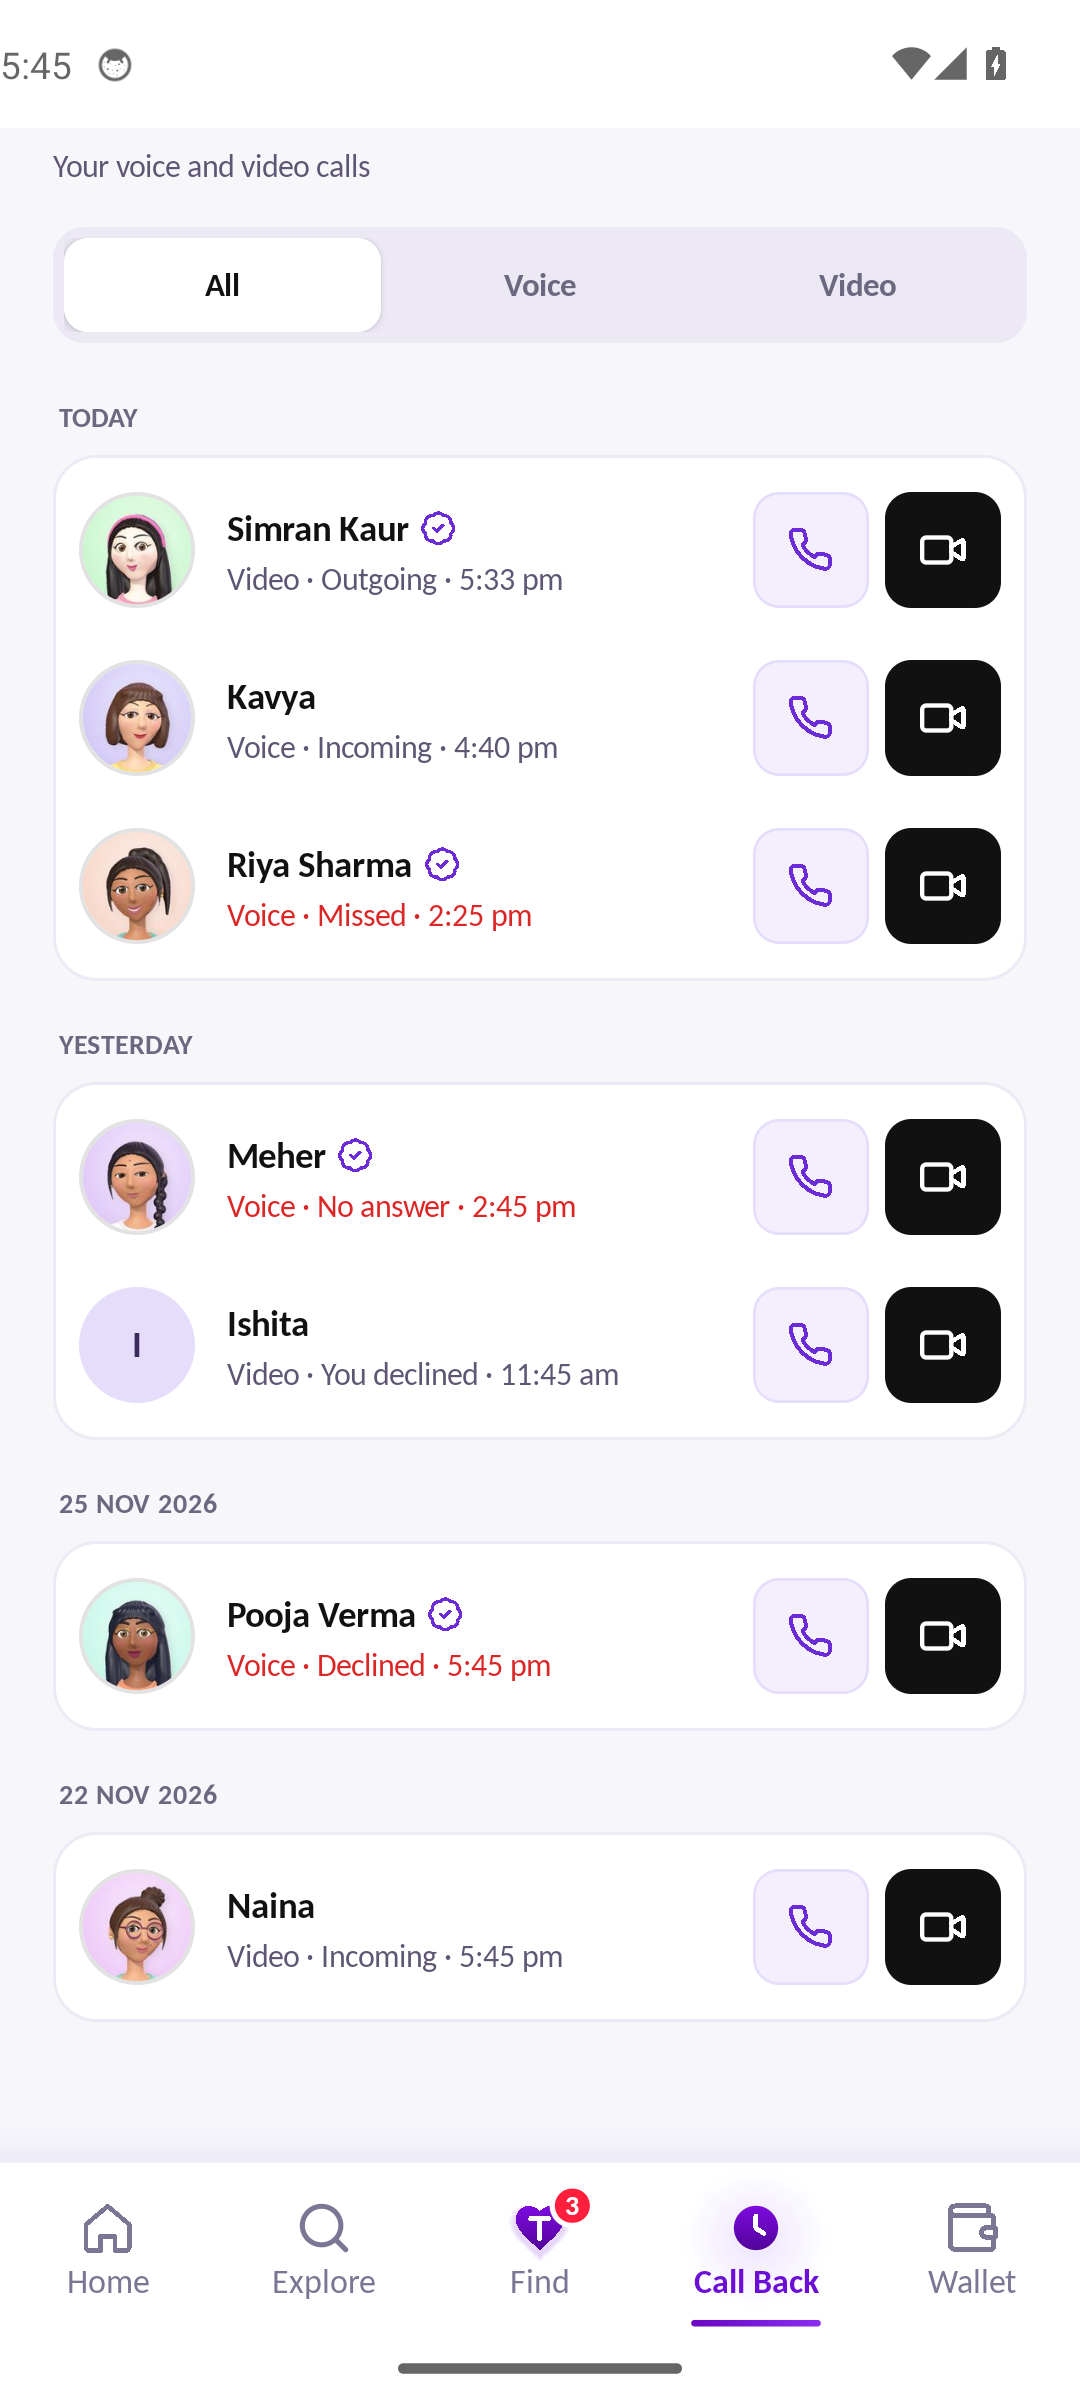 5:45
Your voice and video calls
All
Voice
Video
TODAY
Simran Kaur
Video · Outgoing · 5:33 pm
Kavya
Voice · Incoming · 4:40 pm
Riya Sharma
Voice · Missed · 2:25 pm
YESTERDAY
Meher
Voice · No answer · 2:45 pm
I
Ishita
Video · You declined · 11:45 am
25 NOV 2026
Pooja Verma
Voice · Declined · 5:45 pm
22 NOV 2026
Naina
Video · Incoming · 5:45 pm
T
3
Home
Explore
Find
Call Back
Wallet